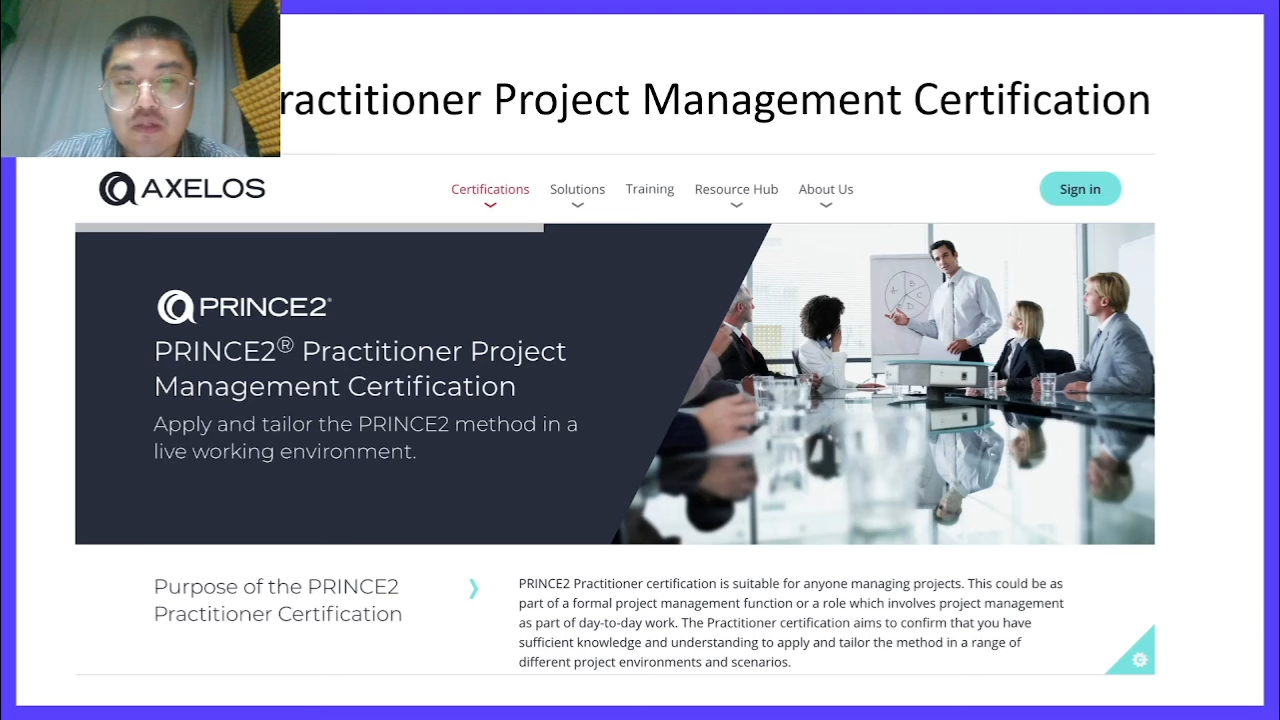 ractitioner Project Management Certification
AXELOS
Certifications
Solutions
Training
Resource Hub
About Us
Sign in
PRINCE2®
PRINCE2® Practitioner Project
Management Certification
Apply and tailor the PRINCE2 method in a
live working environment.
Purpose of the PRINCE2
Practitioner Certification
PRINCE2 Practitioner certification is suitable for anyone managing projects. This could be as
part of a formal project management function or a role which involves project management
as part of day-to-day work. The Practitioner certification aims to confirm that you have
sufficient knowledge and understanding to apply and tailor the method in a range of
different project environments and scenarios.